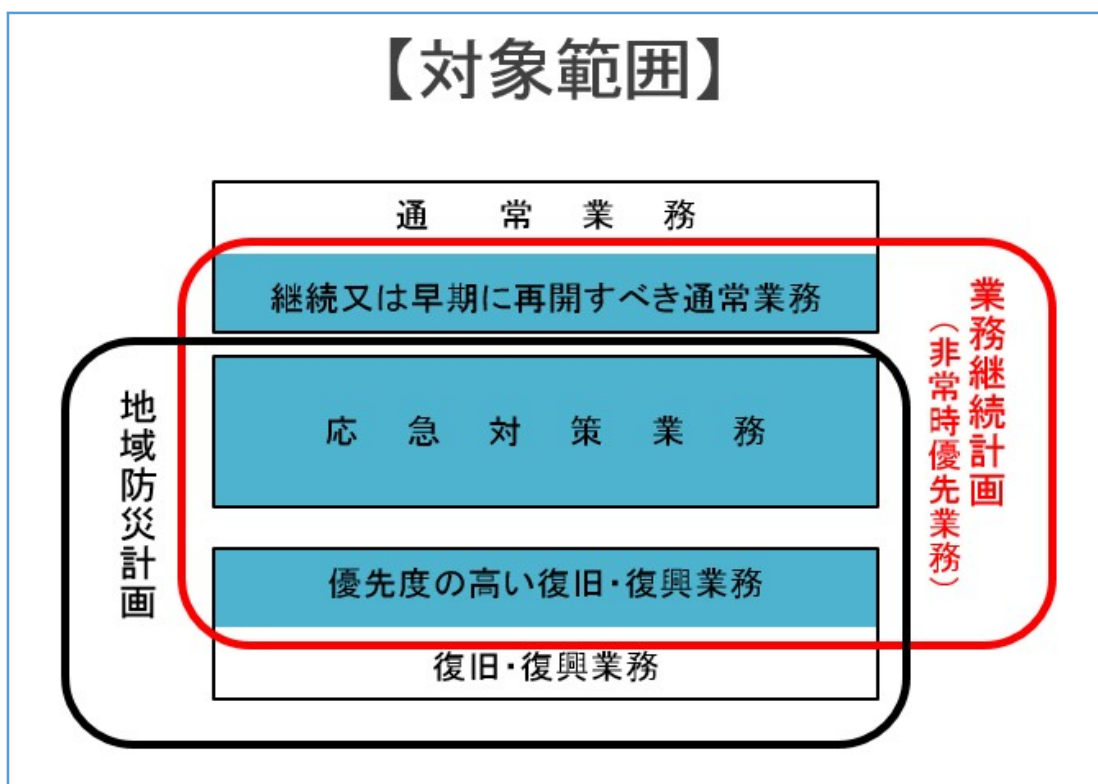 【対象範囲】
通常業務
継続又は早期に再開すべき通常業務
応急対策業務
優先度の高い復旧・復興業務
復旧・復興業務
地域防災計画
業務継続計画
（非常時優先業務）